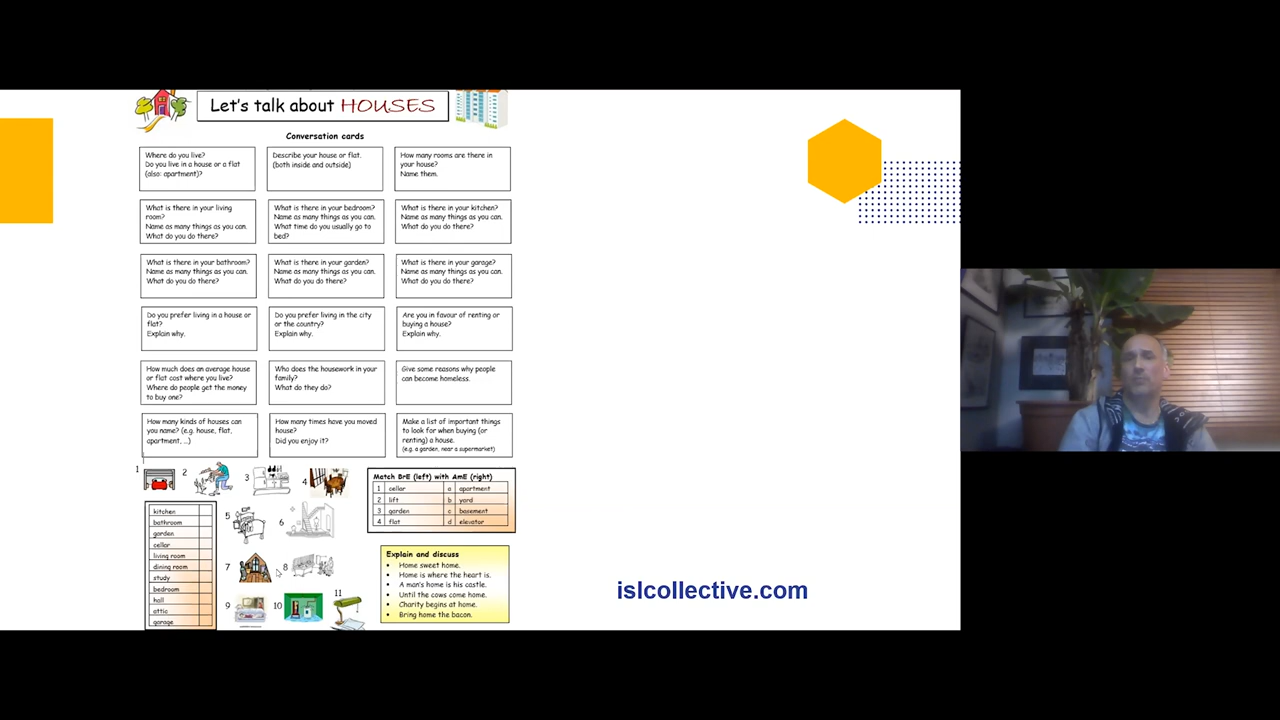 Let's talk about HOUSES
Conversation cards
Where do you live?
Do you live in a house or a flat
(also: apartment)?
Describe your house or flat.
(both inside and outside)
How many rooms are there in
your house?
Name them.
What is there in your living
room?
Name as many things as you can.
What do you do there?
What is there in your bedroom?
Name as many things as you can.
What time do you usually go to
bed?
What is there in your kitchen?
Name as many things as you can.
What do you do there?
What is there in your bathroom?
Name as many things as you can.
What do you do there?
What is there in your garden?
Name as many things as you can.
What do you do there?
What is there in your garage?
Name as many things as you can.
What do you do there?
Do you prefer living in a house or
flat?
Explain why.
Do you prefer living in the city
or the country?
Explain why.
Are you in favour of renting or
buying a house?
Explain why.
How much does an average house
or flat cost where you live?
Where do people get the money
to buy one?
Who does the housework in your
family?
What do they do?
Give some reasons why people
can become homeless.
How many kinds of houses can
you name? (e.g. house, flat,
apartment, ...)
How many times have you moved
house?
Did you enjoy it?
Make a list of important things
to look for when buying (or
renting) a house.
(e.g. a garden, near a supermarket)
1
2
3
4
Match BrE (left) with AmE (right)
1 cellar a apartment
2 lift b yard
3 garden c basement
4 flat d elevator
kitchen
bathroom
garden
cellar
living room
dining room
study
bedroom
hall
attic
garage
5
6
7
8
9
10
11
Explain and discuss
• Home sweet home.
• Home is where the heart is.
• A man's home is his castle.
• Until the cows come home.
• Charity begins at home.
• Bring home the bacon.
islcollective.com